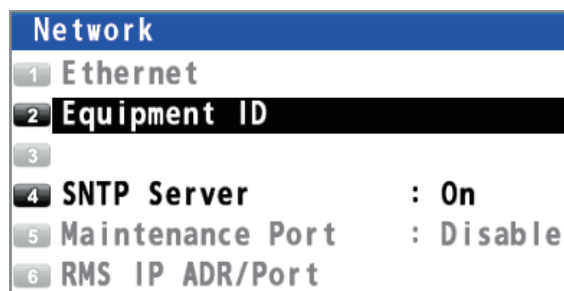 Network
1 Ethernet
2 Equipment ID
3
4 SNTP Server : On
5 Maintenance Port : Disable
6 RMS IP ADR/Port